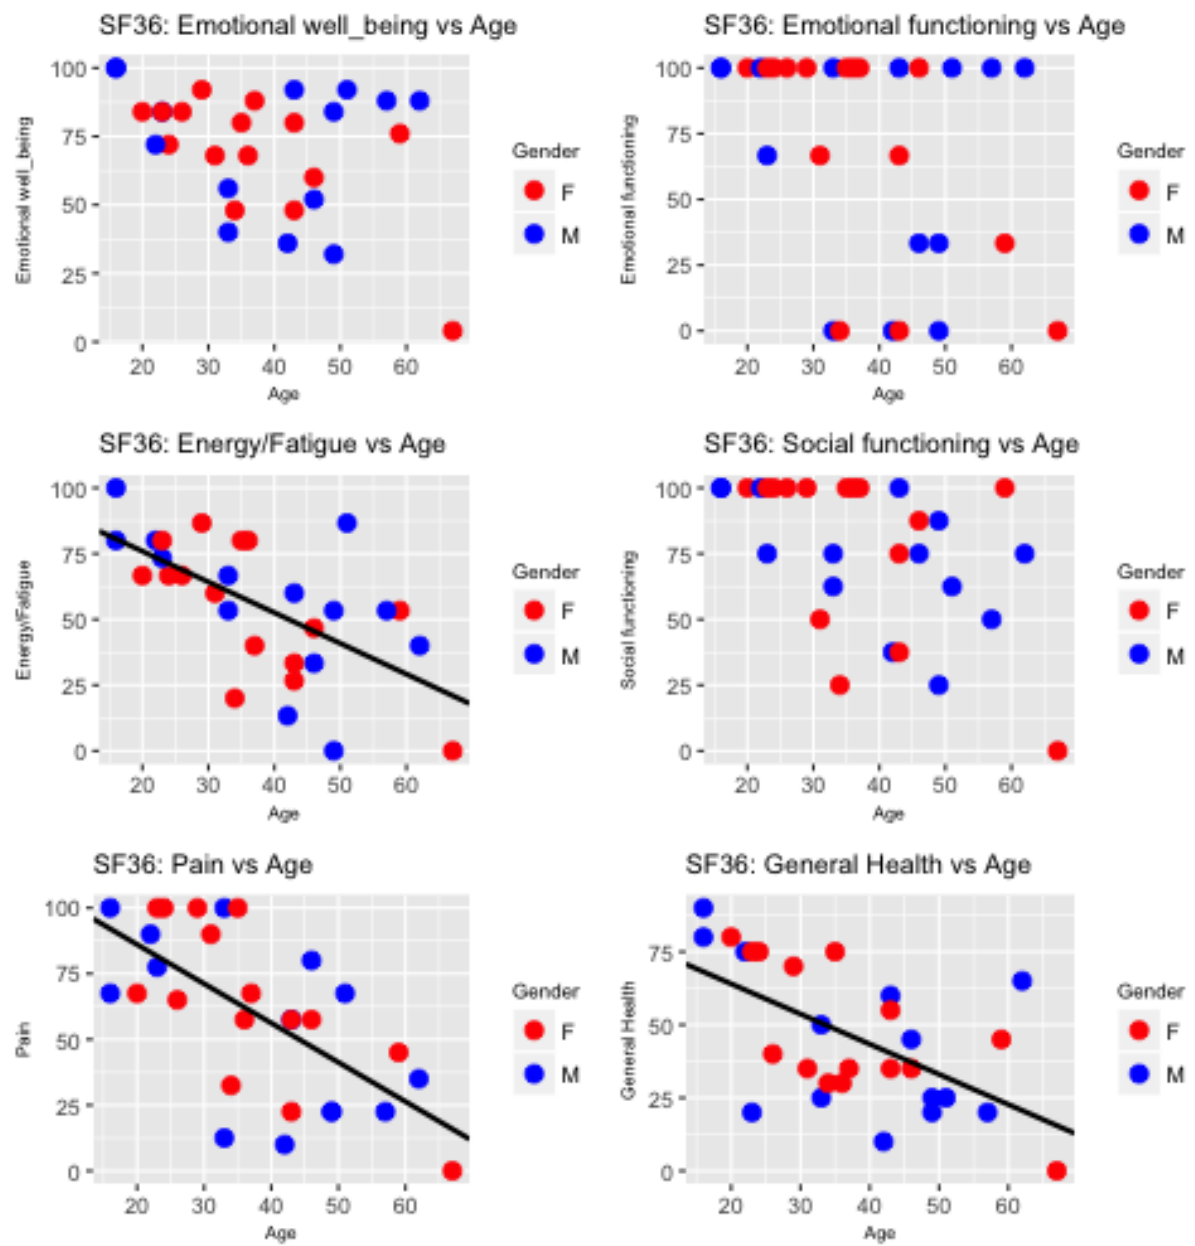 SF36: Emotional well_being vs Age
100
75
50
25
0
Emotional well_being
20 30 40 50 60
Age
Gender
F
M
SF36: Emotional functioning vs Age
100
75
50
25
0
Emotional functioning
20 30 40 50 60
Age
Gender
F
M
SF36: Energy/Fatigue vs Age
100
75
50
25
0
Energy/Fatigue
20 30 40 50 60
Age
Gender
F
M
SF36: Social functioning vs Age
100
75
50
25
0
Social functioning
20 30 40 50 60
Age
Gender
F
M
SF36: Pain vs Age
100
75
50
25
0
Pain
20 30 40 50 60
Age
Gender
F
M
SF36: General Health vs Age
75
50
25
0
General Health
20 30 40 50 60
Age
Gender
F
M